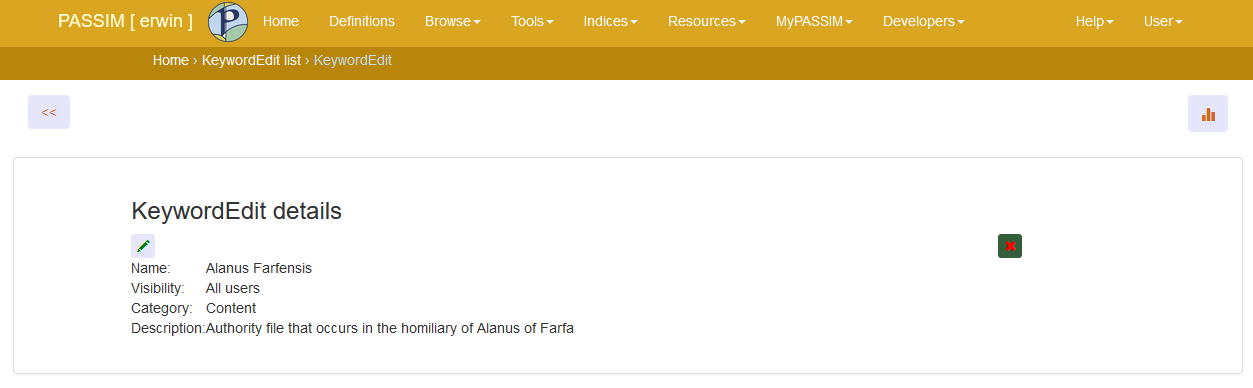 PASSIM [ erwin ] P Home Definitions Browse Tools Indices Resources MyPASSIM Developers Help User
Home › KeywordEdit list › KeywordEdit
<<
KeywordEdit details
Name: Alanus Farfensis
Visibility: All users
Category: Content
Description:Authority file that occurs in the homiliary of Alanus of Farfa